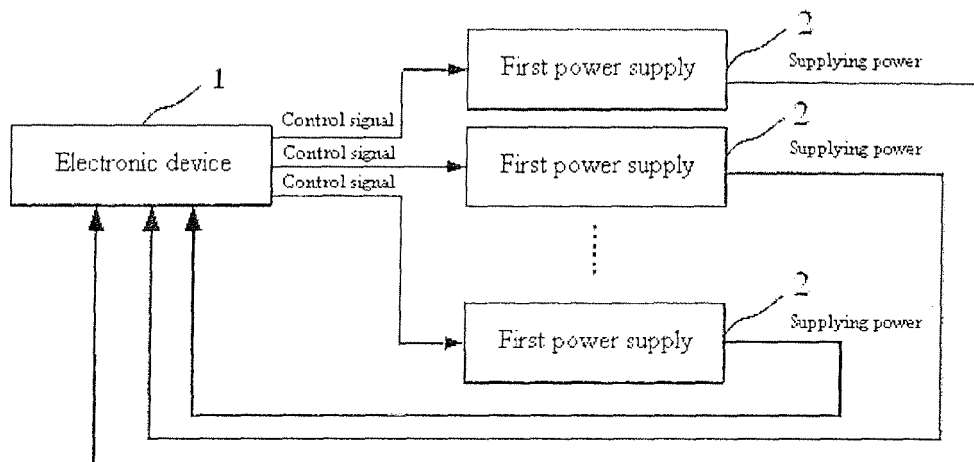 2
First power supply
Supplying power
1
Control signal
2
Electronic device
Control signal
First power supply
Supplying power
Control signal
2
First power supply
Supplying power